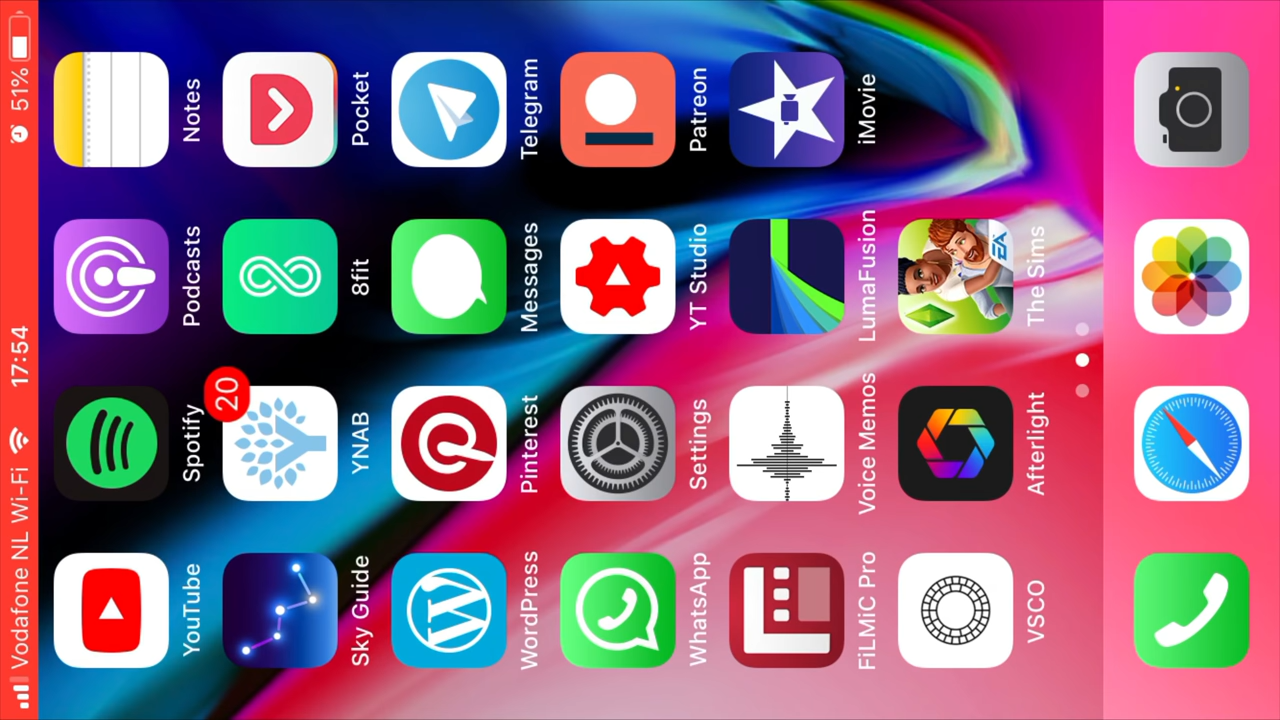 Vodafone NL Wi-Fi 17:54 51%
YouTube Spotify Podcasts Notes
20
Sky Guide YNAB 8fit Pocket
WordPress Pinterest Messages Telegram
WhatsApp Settings YT Studio Patreon
FiLMiC Pro Voice Memos LumaFusion iMovie
EA
VSCO Afterlight The Sims